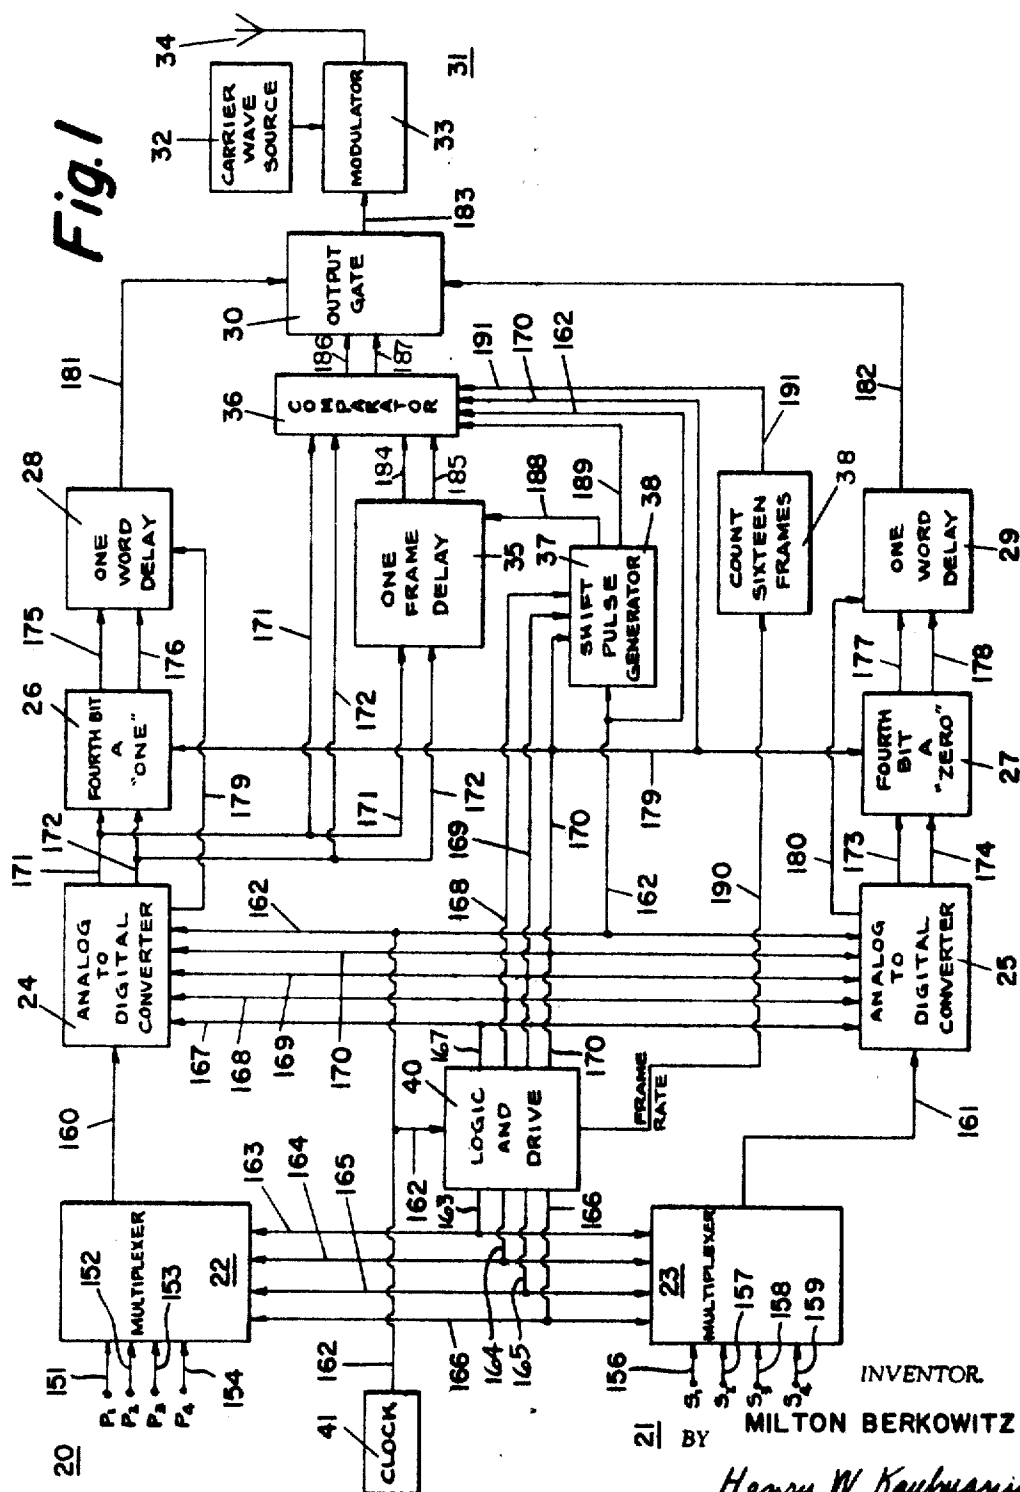 Fig.1
20
P1
P2
P3
P4
151
152
153
154
MULTIPLEXER
22
160
24
ANALOG
TO
DIGITAL
CONVERTER
171
172
26
FOURTH BIT
A
"ONE"
175
176
179
28
ONE
WORD
DELAY
181
32
CARRIER
WAVE
SOURCE
34
MODULATOR
33
31
183
30
OUTPUT
GATE
186
187
36
COMPARATOR
184
185
171
172
171
172
ONE
FRAME
DELAY
35
188
189
191
170
162
37
SHIFT
PULSE
GENERATOR
38
163
164
165
166
162
167
168
169
170
162
41
CLOCK
162
163
164
165
166
40
LOGIC
AND
DRIVE
167
170
168
169
170
162
179
190
FRAME
RATE
COUNT
SIXTEEN
FRAMES
38
191
21
S1
S2
S3
S4
156
157
158
159
23
MULTIPLEXER
161
ANALOG
TO
DIGITAL
CONVERTER
25
180
173
174
FOURTH
BIT
A
"ZERO"
27
177
178
ONE
WORD
DELAY
29
182
INVENTOR.
MILTON BERKOWITZ
BY
Henry W. Kaufmann